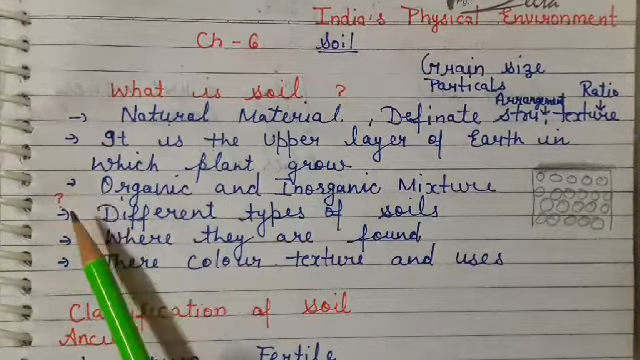 India's Physical Environment
Ch - 6 Soil
Grain size
What is soil ? Particals
Arrangement Ratio
→ Natural Material , Definate texture
→ It is the upper layer of Earth in
which plant grow
→ Organic and Inorganic Mixture
?
→ Different types of soils
→ Where they are found
→ There colour texture and uses
of Soil
Fertile